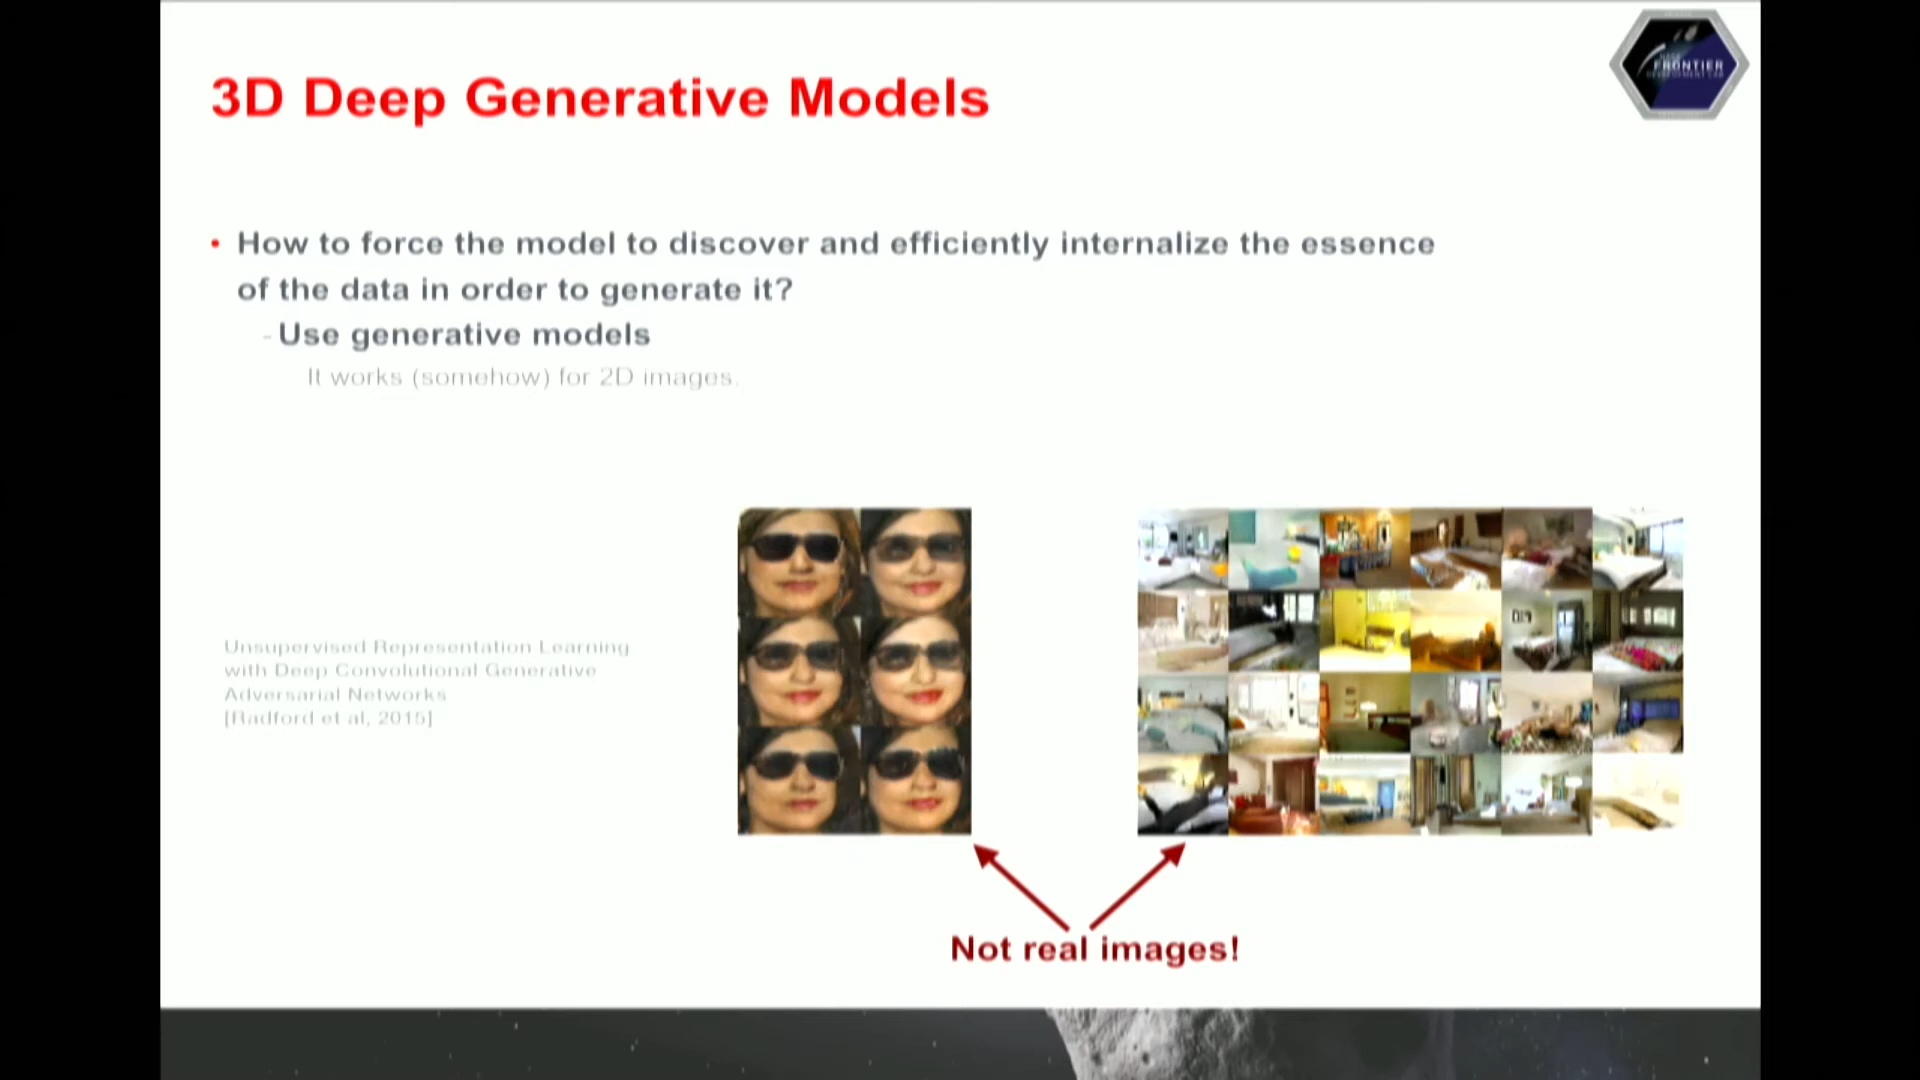 3D Deep Generative Models
FRONTIER
• How to force the model to discover and efficiently internalize the essence
of the data in order to generate it?
- Use generative models
It works (somehow) for 2D images.
Unsupervised Representation Learning
with Deep Convolutional Generative
Adversarial Networks
[Radford et al, 2015]
Not real images!